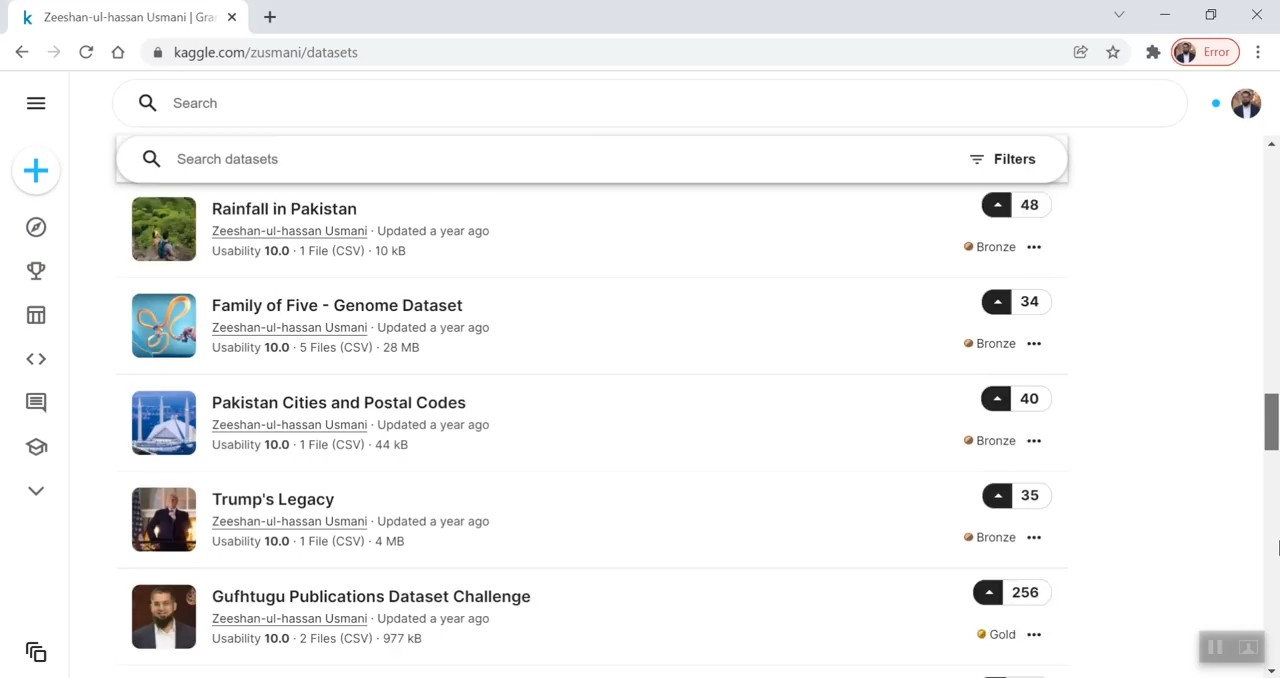 Zeeshan-ul-hassan Usmani | Gra
kaggle.com/zusmani/datasets
Error
Search
Search datasets
Filters
Rainfall in Pakistan
48
Zeeshan-ul-hassan Usmani · Updated a year ago
Usability 10.0 · 1 File (CSV) · 10 kB
Bronze
Family of Five - Genome Dataset
34
Zeeshan-ul-hassan Usmani · Updated a year ago
Usability 10.0 · 5 Files (CSV) · 28 MB
Bronze
Pakistan Cities and Postal Codes
40
Zeeshan-ul-hassan Usmani · Updated a year ago
Usability 10.0 · 1 File (CSV) · 44 kB
Bronze
Trump's Legacy
35
Zeeshan-ul-hassan Usmani · Updated a year ago
Usability 10.0 · 1 File (CSV) · 4 MB
Bronze
Gufhtugu Publications Dataset Challenge
256
Zeeshan-ul-hassan Usmani · Updated a year ago
Usability 10.0 · 2 Files (CSV) · 977 kB
Gold